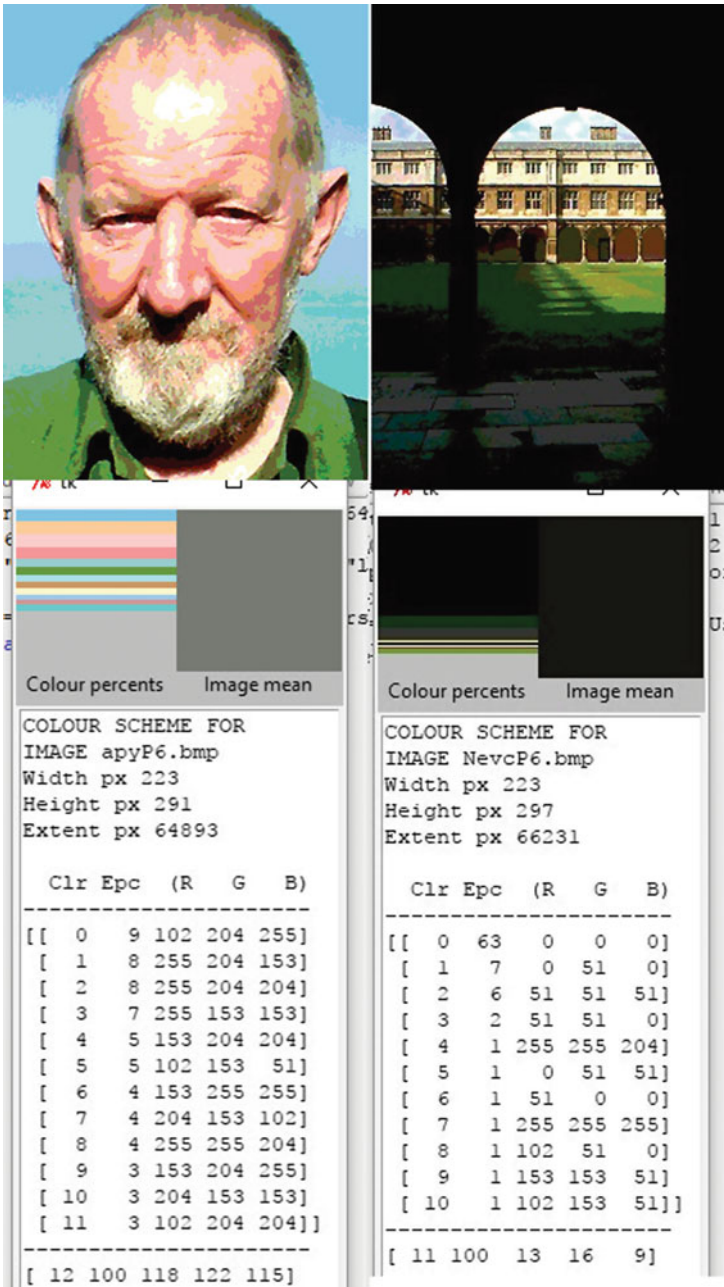 Colour percents Image mean
COLOUR SCHEME FOR
IMAGE apyP6.bmp
Width px 223
Height px 291
Extent px 64893
Clr Epc (R G B)
------------------------
[[ 0 9 102 204 255]
[ 1 8 255 204 153]
[ 2 8 255 204 204]
[ 3 7 255 153 153]
[ 4 5 153 204 204]
[ 5 5 102 153 51]
[ 6 4 153 255 255]
[ 7 4 204 153 102]
[ 8 4 255 255 204]
[ 9 3 153 204 255]
[ 10 3 204 153 153]
[ 11 3 102 204 204]]
------------------------
[ 12 100 118 122 115]
Colour percents Image mean
COLOUR SCHEME FOR
IMAGE NevcP6.bmp
Width px 223
Height px 297
Extent px 66231
Clr Epc (R G B)
------------------------
[[ 0 63 0 0 0]
[ 1 7 0 51 0]
[ 2 6 51 51 51]
[ 3 2 51 51 0]
[ 4 1 255 255 204]
[ 5 1 0 51 51]
[ 6 1 51 0 0]
[ 7 1 255 255 255]
[ 8 1 102 51 0]
[ 9 1 153 153 51]
[ 10 1 102 153 51]]
------------------------
[ 11 100 13 16 9]